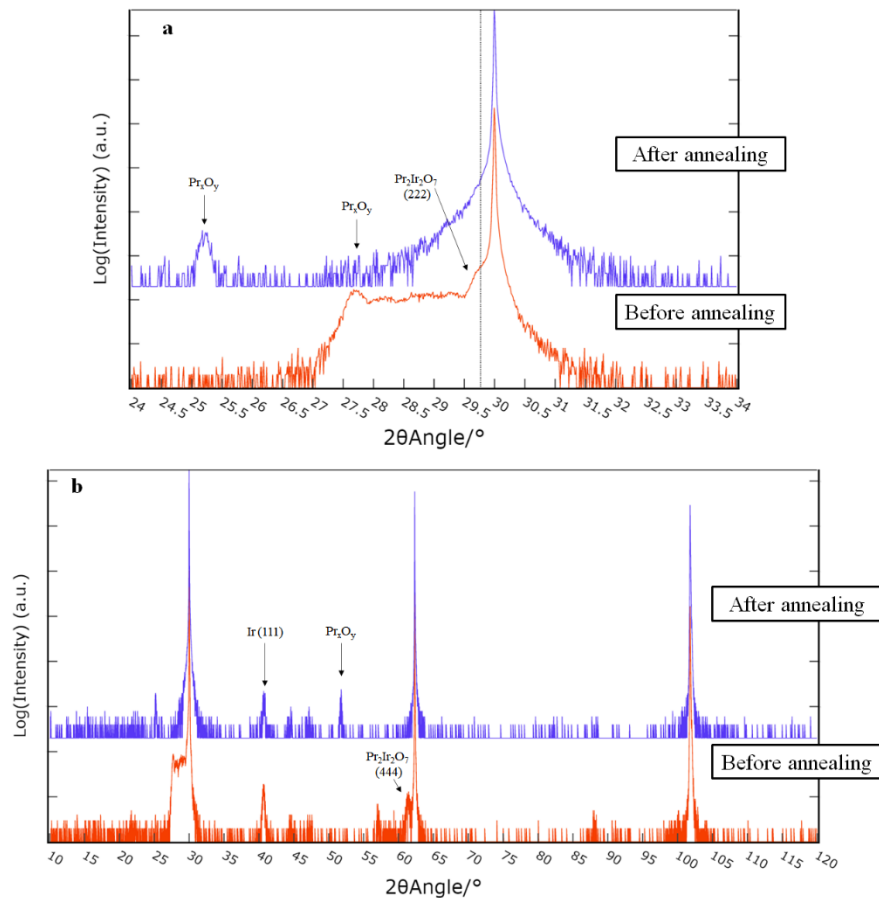 a
Log(Intensity) (a.u.)
After annealing
PrₓOᵧ
PrₓOᵧ
Pr₂Ir₂O₇
(222)
Before annealing
24 24.5 25 25.5 26 26.5 27 27.5 28 28.5 29 29.5 30 30.5 31 31.5 32 32.5 33 33.5 34
2θAngle/°
b
Log(Intensity) (a.u.)
After annealing
Ir (111)
PrₓOᵧ
Pr₂Ir₂O₇
(444)
Before annealing
10 15 20 25 30 35 40 45 50 55 60 65 70 75 80 85 90 95 100 105 110 115 120
2θAngle/°